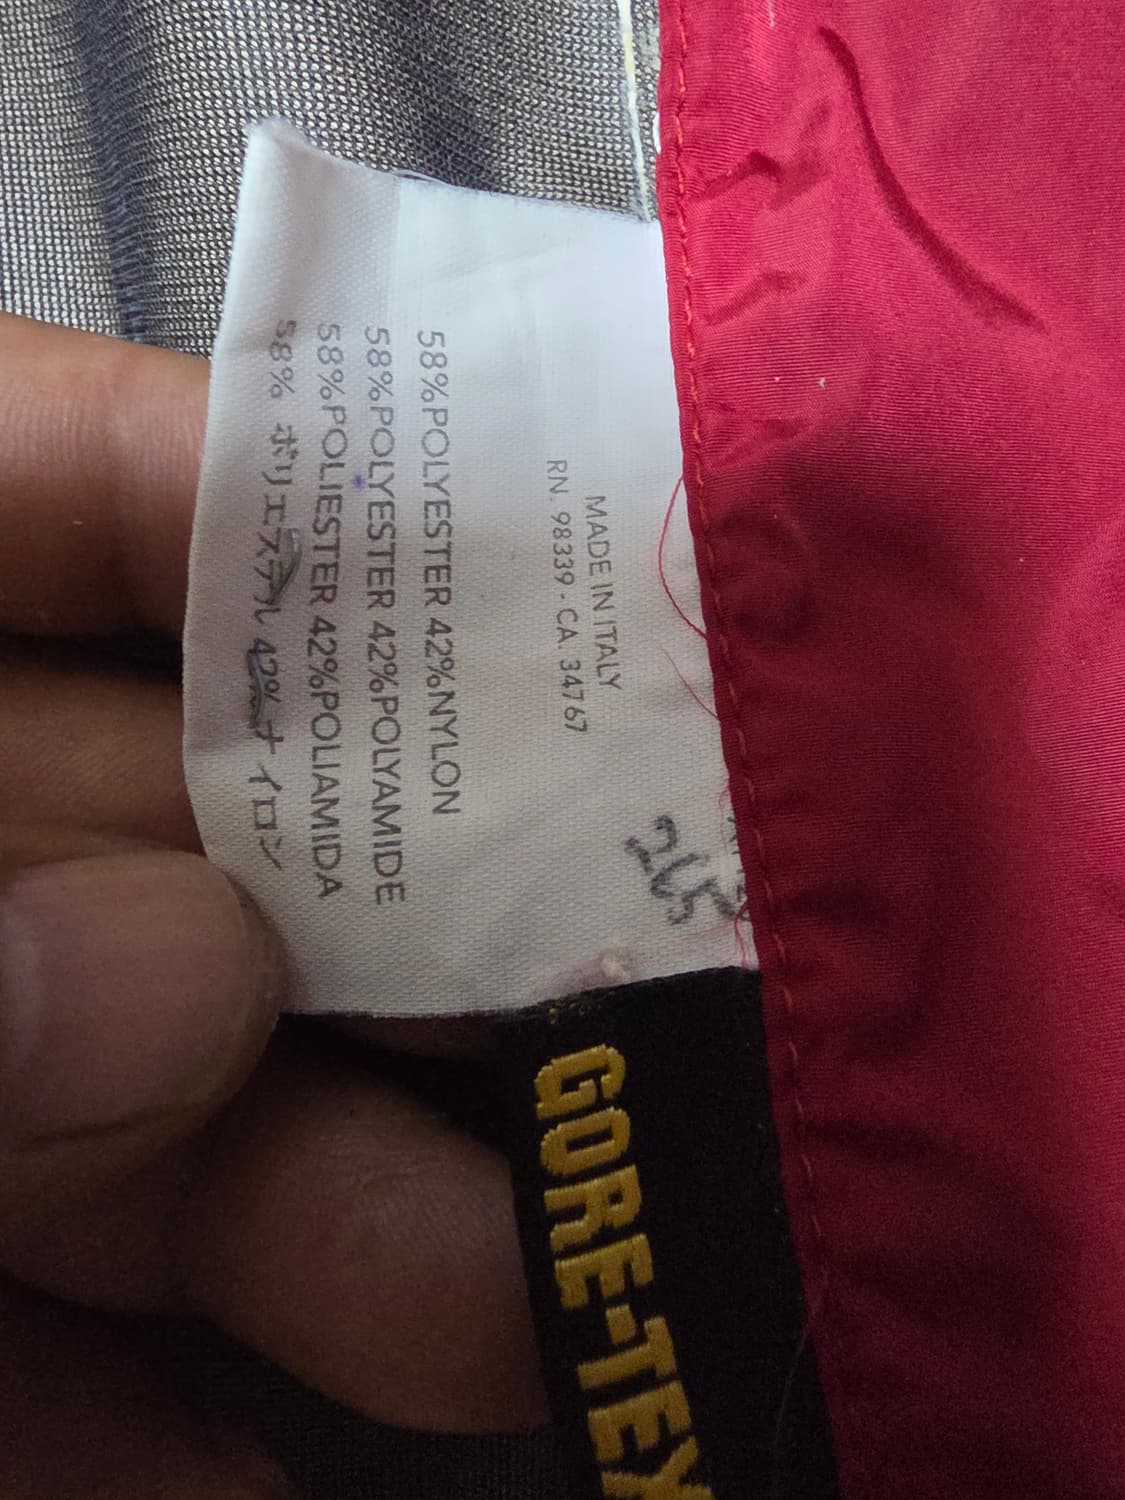 MADE IN ITALY
RN. 98339 - CA. 34767
58%POLYESTER 42%NYLON
58%POLYESTER 42%POLYAMIDE
58%POLIESTER 42%POLIAMIDA
58% ポリエステル 42%ナイロン
265
GORE-TEX